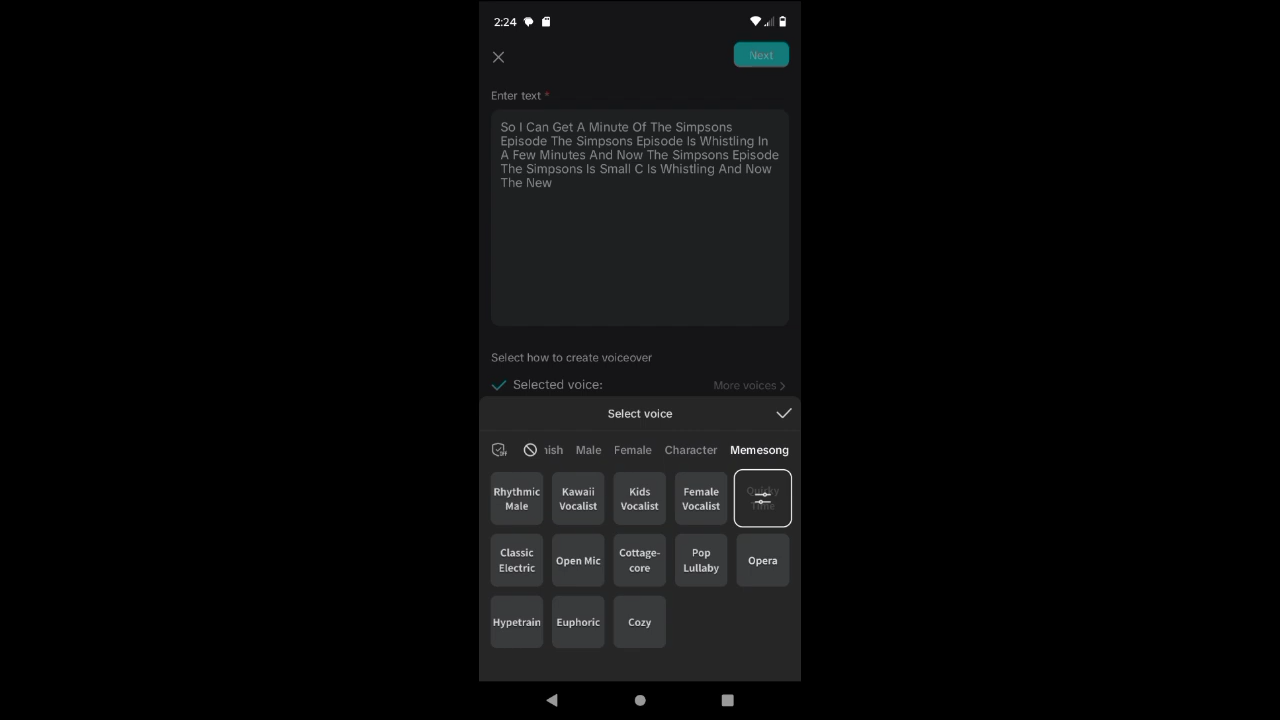 2:24
Next
Enter text *
So I Can Get A Minute Of The Simpsons
Episode The Simpsons Episode Is Whistling In
A Few Minutes And Now The Simpsons Episode
The Simpsons Is Small C Is Whistling And Now
The New
Select how to create voiceover
Selected voice:
More voices
Select voice
nish
Male
Female
Character
Memesong
Rhythmic
Male
Kawaii
Vocalist
Kids
Vocalist
Female
Vocalist
Quicky
Time
Classic
Electric
Open Mic
Cottage-
core
Pop
Lullaby
Opera
Hypetrain
Euphoric
Cozy